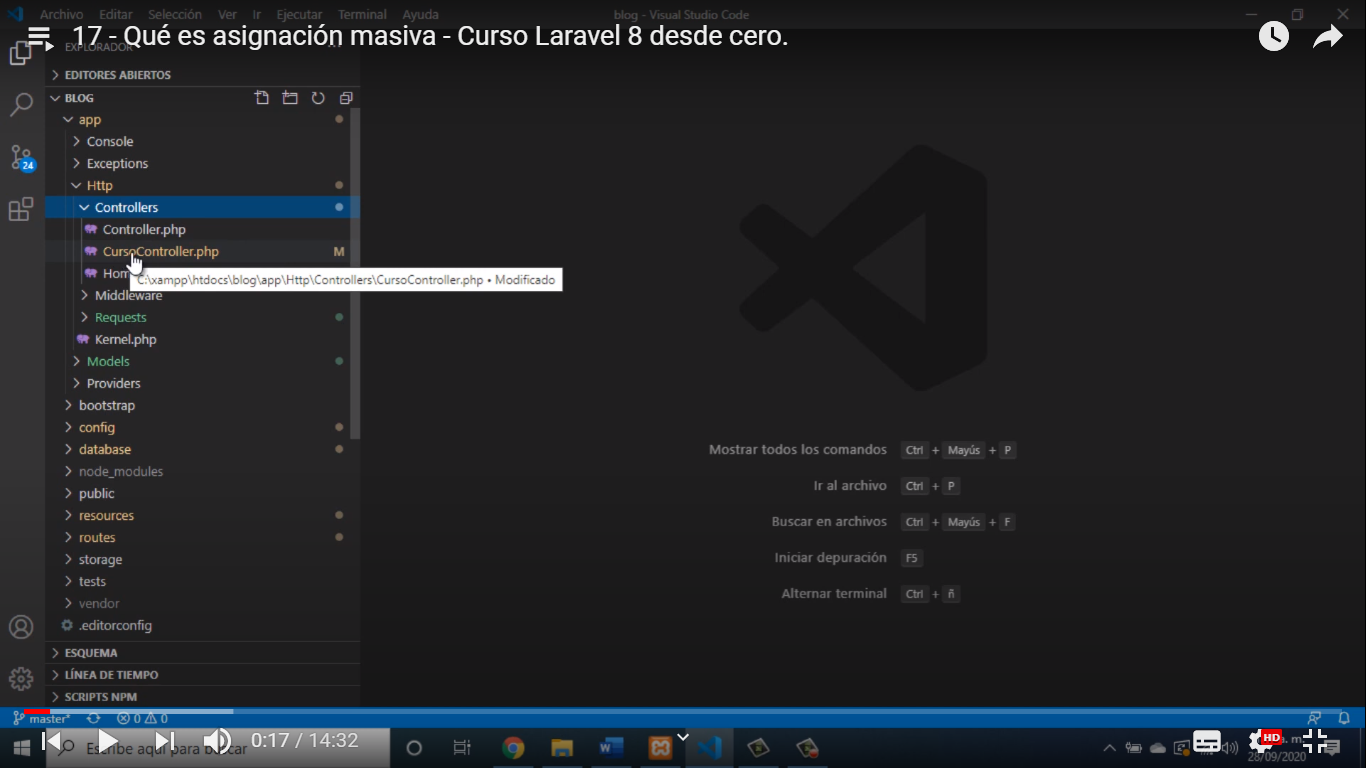 Archivo Editar Selección Ver Ir Ejecutar Terminal Ayuda
blog - Visual Studio Code
17 - Qué es asignación masiva - Curso Laravel 8 desde cero.
EXPLORADOR
EDITORES ABIERTOS
BLOG
app
Console
Exceptions
Http
Controllers
Controller.php
CursoController.php M
Hom
C:\xampp\htdocs\blog\app\Http\Controllers\CursoController.php • Modificado
Middleware
Requests
Kernel.php
Models
Providers
bootstrap
config
database
node_modules
public
resources
routes
storage
tests
vendor
.editorconfig
ESQUEMA
LÍNEA DE TIEMPO
SCRIPTS NPM
24
Mostrar todos los comandos Ctrl + Mayús + P
Ir al archivo Ctrl + P
Buscar en archivos Ctrl + Mayús + F
Iniciar depuración F5
Alternar terminal Ctrl + ñ
master* 0 0
Escribe aquí para buscar
0:17 / 14:32
HD
28/09/2020